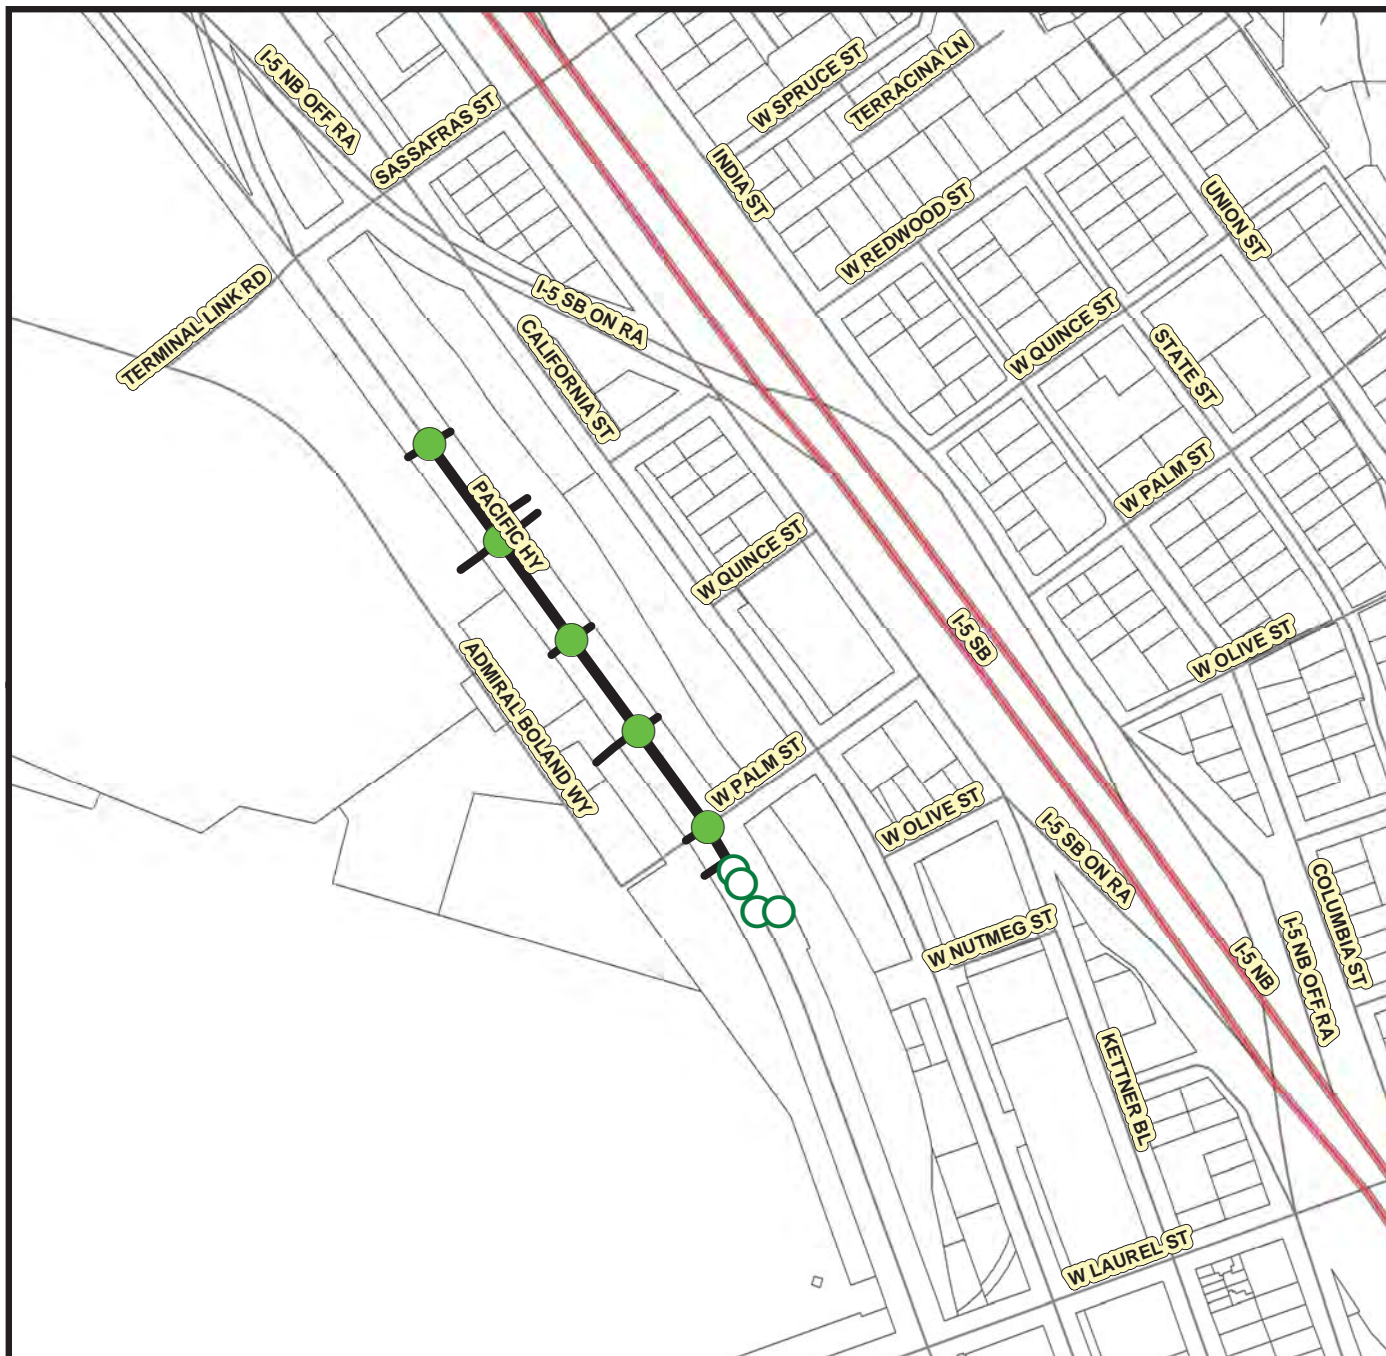 I-5 NB OFF RA
SASSAFRAS ST
W SPRUCE ST
TERRACINA LN
INDIA ST
UNION ST
W REDWOOD ST
TERMINAL LINK RD
I-5 SB ON RA
CALIFORNIA ST
W QUINCE ST
STATE ST
W PALM ST
PACIFIC HY
W QUINCE ST
I-5 SB
W OLIVE ST
ADMIRAL BOLAND WY
W PALM ST
W OLIVE ST
I-5 SB ON RA
COLUMBIA ST
W NUTMEG ST
I-5 NB
I-5 NB OFF RA
KETTNER BL
W LAUREL ST